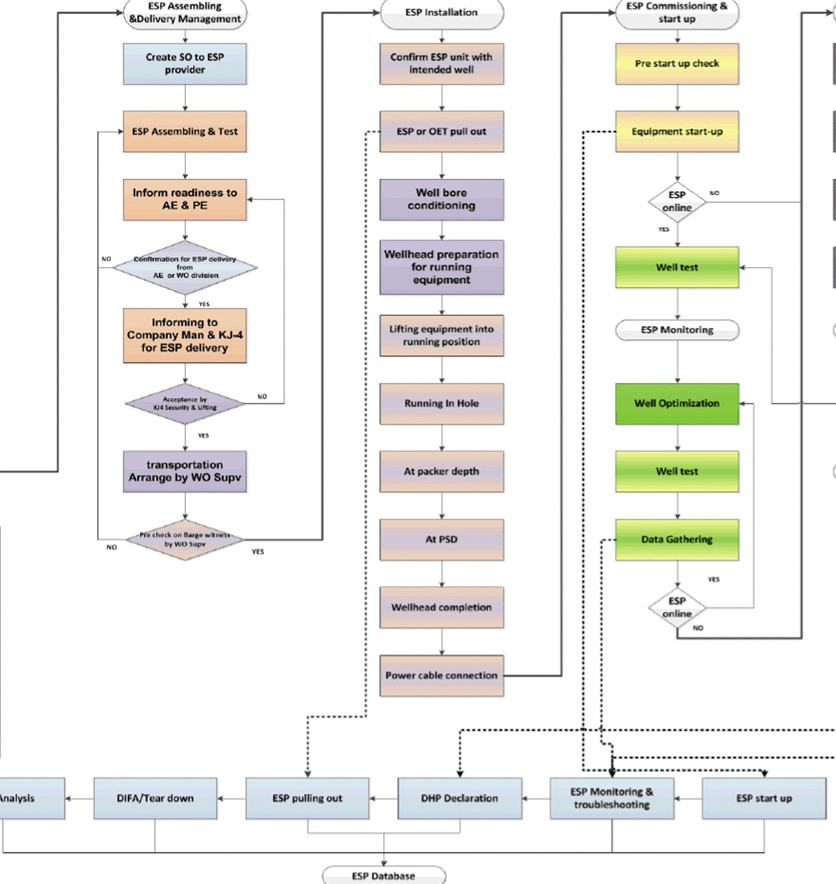 ESP Assembling
&Delivery Management
Create SO to ESP
provider
ESP Assembling & Test
Inform readiness to
AE & PE
Confirmation for ESP delivery
from
AE or WO division
NO
YES
Informing to
Company Man & KJ-4
for ESP delivery
Acceptance by
KJ4 Security & Lifting
NO
YES
transportation
Arrange by WO Supv
Pre check on Barge witness
by WO Supv
NO
YES
ESP Installation
Confirm ESP unit with
intended well
ESP or OET pull out
Well bore
conditioning
Wellhead preparation
for running
equipment
Lifting equipment into
running position
Running In Hole
At packer depth
At PSD
Wellhead completion
Power cable connection
ESP Commissioning &
start up
Pre start up check
Equipment start-up
ESP
online
NO
YES
Well test
ESP Monitoring
Well Optimization
Well test
Data Gathering
YES
ESP
online
NO
Analysis
DIFA/Tear down
ESP pulling out
DHP Declaration
ESP Monitoring &
troubleshooting
ESP start up
ESP Database